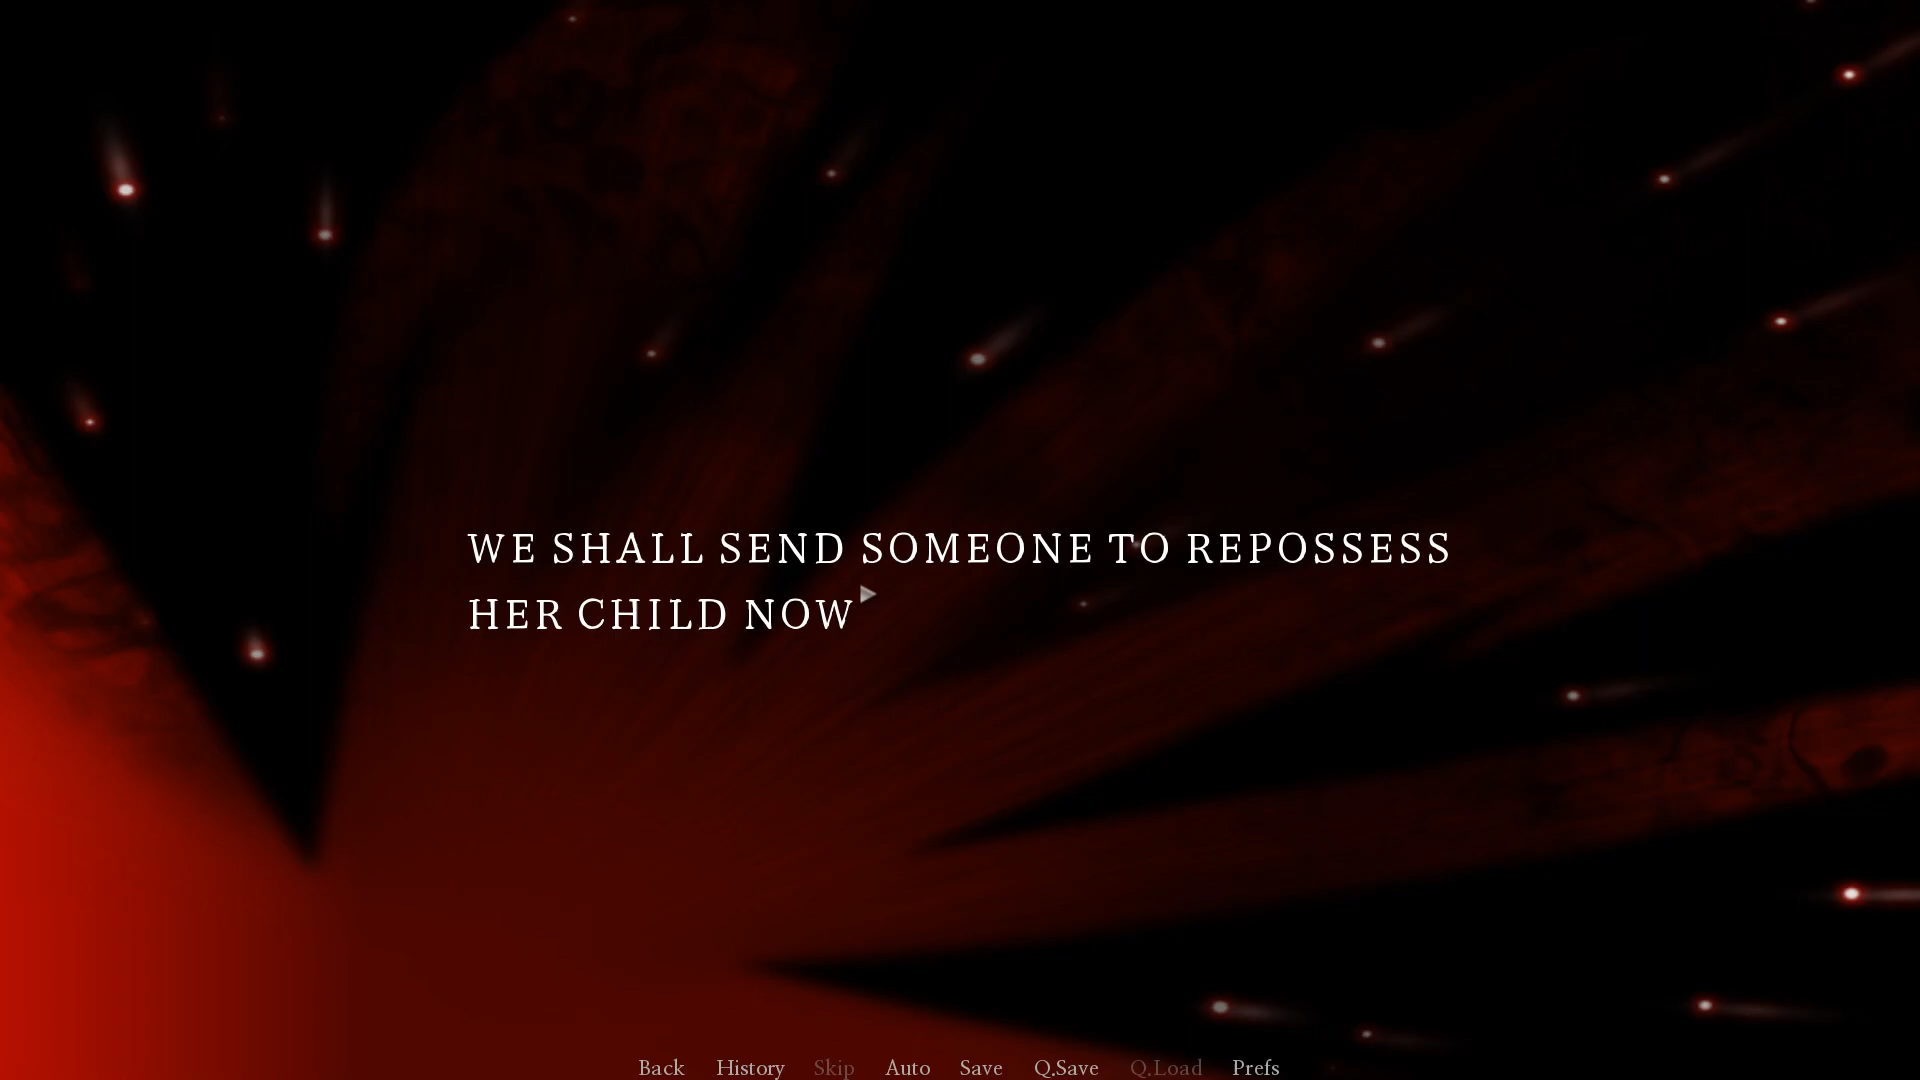 WE SHALL SEND SOMEONE TO REPOSSESS
HER CHILD NOW
Back History Skip Auto Save Q.Save Q.Load Prefs